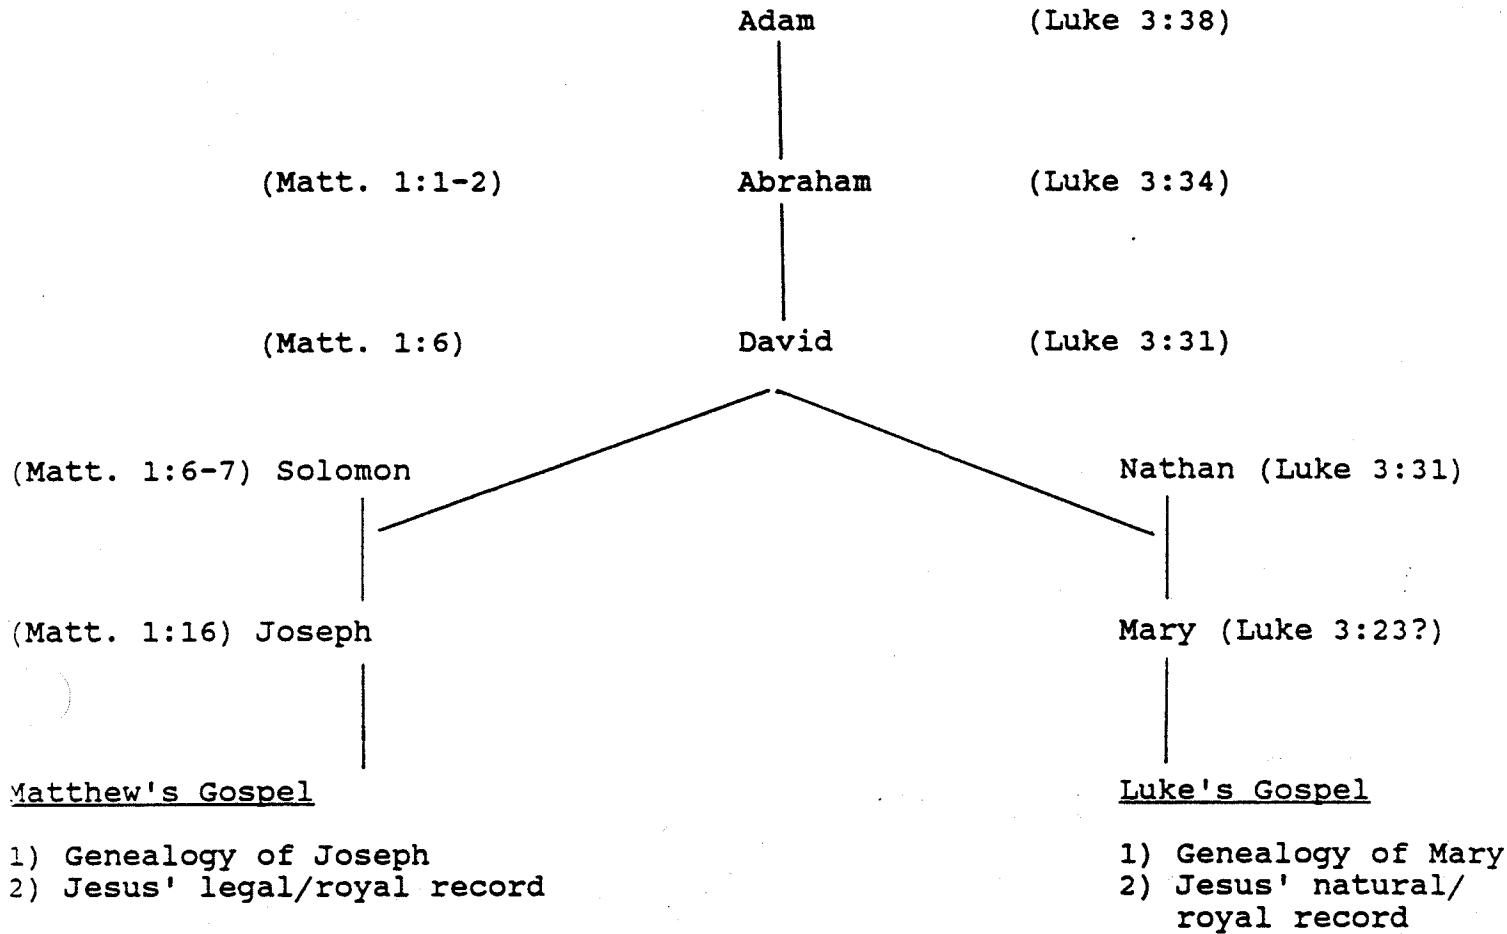 Adam (Luke 3:38)
(Matt. 1:1-2) Abraham (Luke 3:34)
(Matt. 1:6) David (Luke 3:31)
(Matt. 1:6-7) Solomon Nathan (Luke 3:31)
(Matt. 1:16) Joseph Mary (Luke 3:23?)
Matthew's Gospel
1) Genealogy of Joseph
2) Jesus' legal/royal record
Luke's Gospel
1) Genealogy of Mary
2) Jesus' natural/
royal record